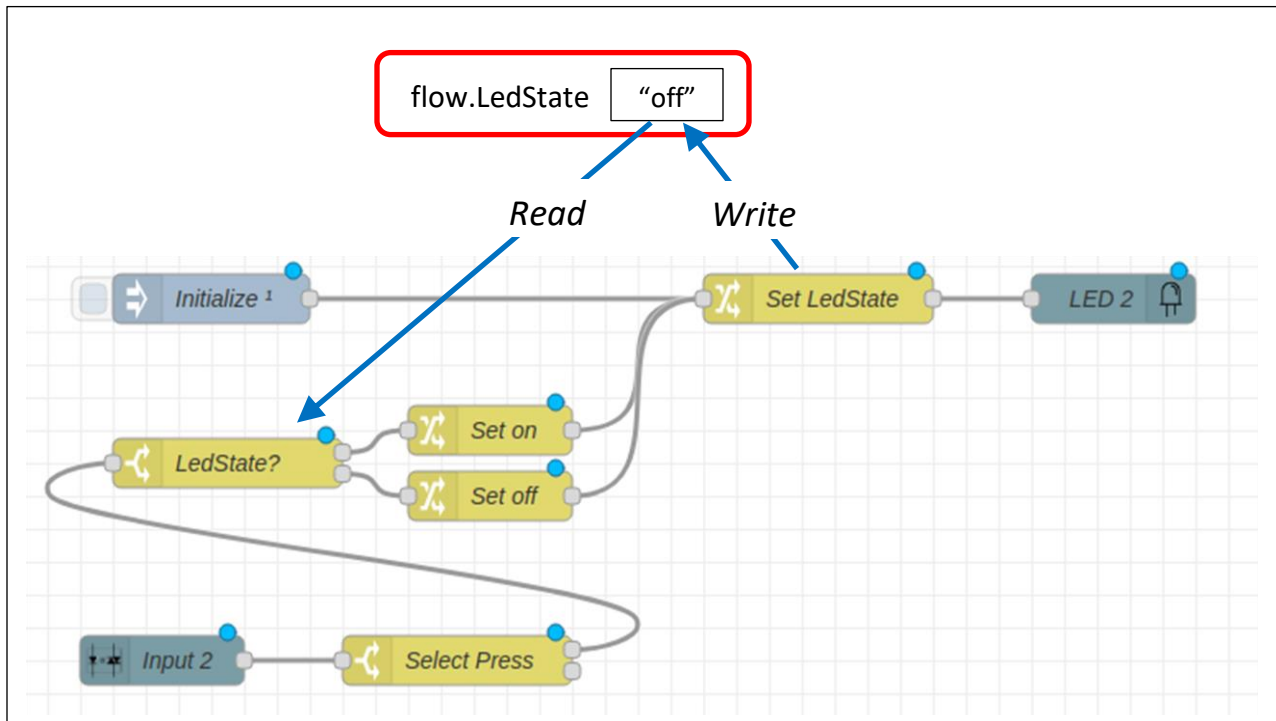 flow.LedState “off”
Read Write
Initialize ¹ Set LedState LED 2
Set on
LedState?
Set off
Input 2 Select Press